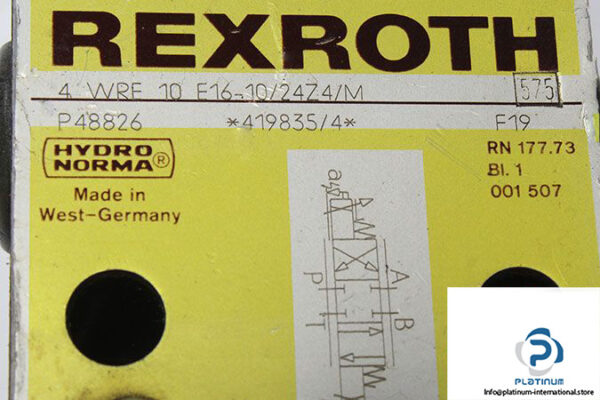 REXROTH
4 WRE 10 E16-10/24Z4/M 575
P48826 *419835/4* F19
HYDRO
NORMA®
Made in
West-Germany
RN 177.73
Bl. 1
001 507
a
P
T
A
B
PLATINUM
Info@platinum-international.store